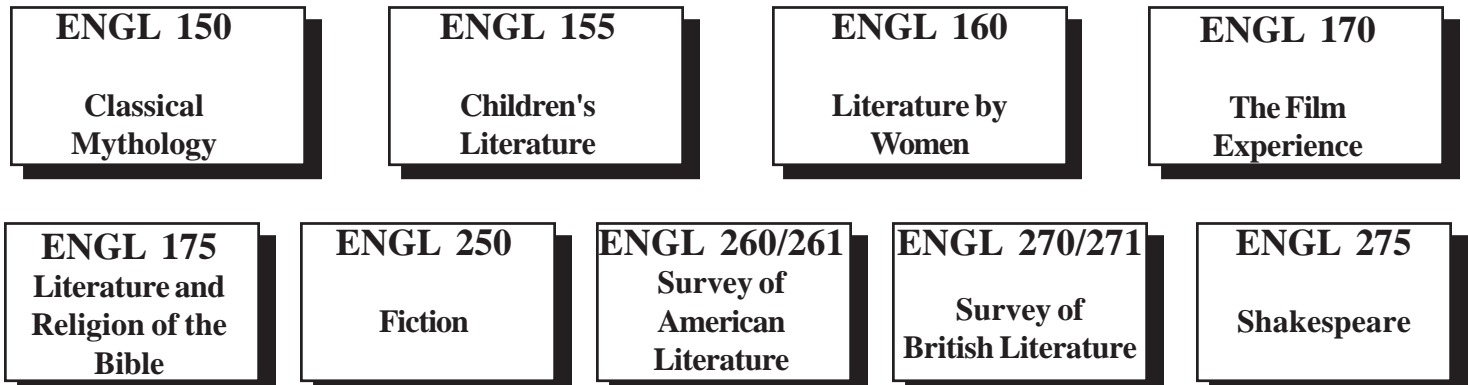 ENGL 150
Classical
Mythology
ENGL 155
Children's
Literature
ENGL 160
Literature by
Women
ENGL 170
The Film
Experience
ENGL 175
Literature and
Religion of the
Bible
ENGL 250
Fiction
ENGL 260/261
Survey of
American
Literature
ENGL 270/271
Survey of
British Literature
ENGL 275
Shakespeare